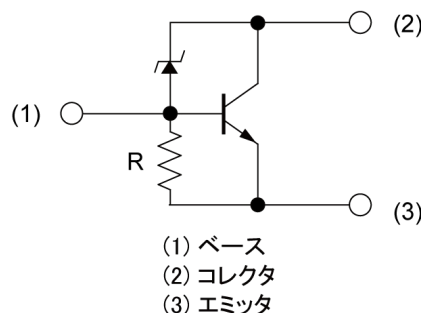 (2)
(1)
R
(3)
(1) ベース
(2) コレクタ
(3) エミッタ